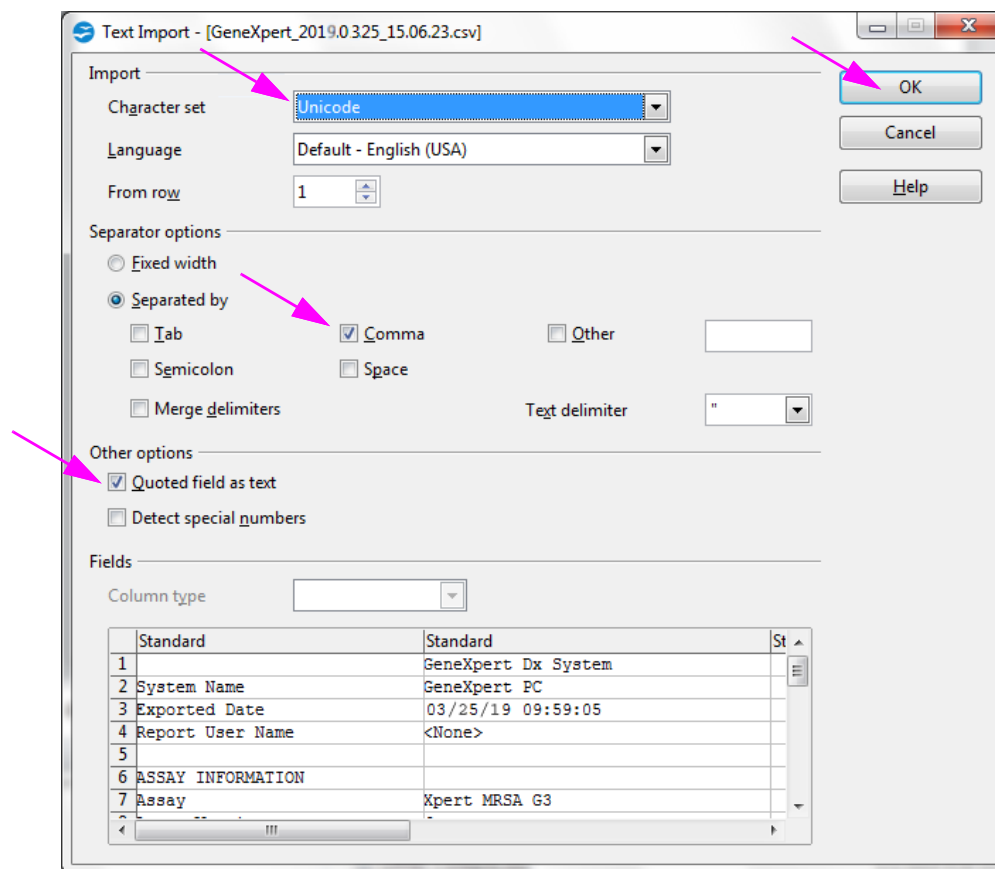 Text Import - [GeneXpert_2019.0325_15.06.23.csv]
Import
Character set Unicode OK
Language Default - English (USA) Cancel
From row 1 Help
Separator options
Fixed width
Separated by
Tab Comma Other
Semicolon Space
Merge delimiters Text delimiter "
Other options
Quoted field as text
Detect special numbers
Fields
Column type
Standard Standard St
1 GeneXpert Dx System
2 System Name GeneXpert PC
3 Exported Date 03/25/19 09:59:05
4 Report User Name <None>
5
6 ASSAY INFORMATION
7 Assay Xpert MRSA G3